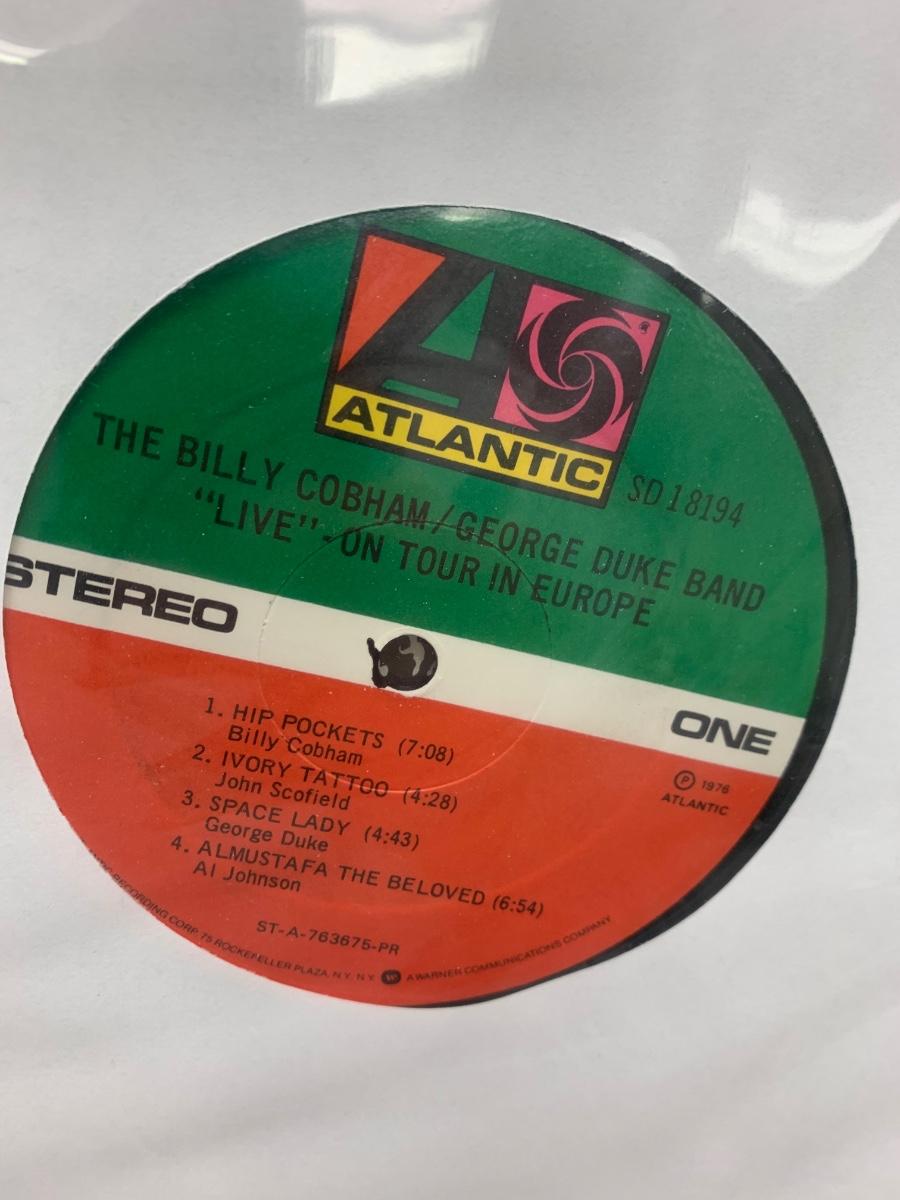 ATLANTIC
SD 18194
THE BILLY COBHAM/GEORGE DUKE BAND
"LIVE"-ON TOUR IN EUROPE
STEREO
ONE
℗ 1976
ATLANTIC
1. HIP POCKETS (7:08)
Billy Cobham
2. IVORY TATTOO (4:28)
John Scofield
3. SPACE LADY (4:43)
George Duke
4. ALMUSTAFA THE BELOVED (6:54)
Al Johnson
ST-A-763675-PR
RECORDING CORP. 75 ROCKEFELLER PLAZA, N.Y. N.Y. A WARNER COMMUNICATIONS COMPANY